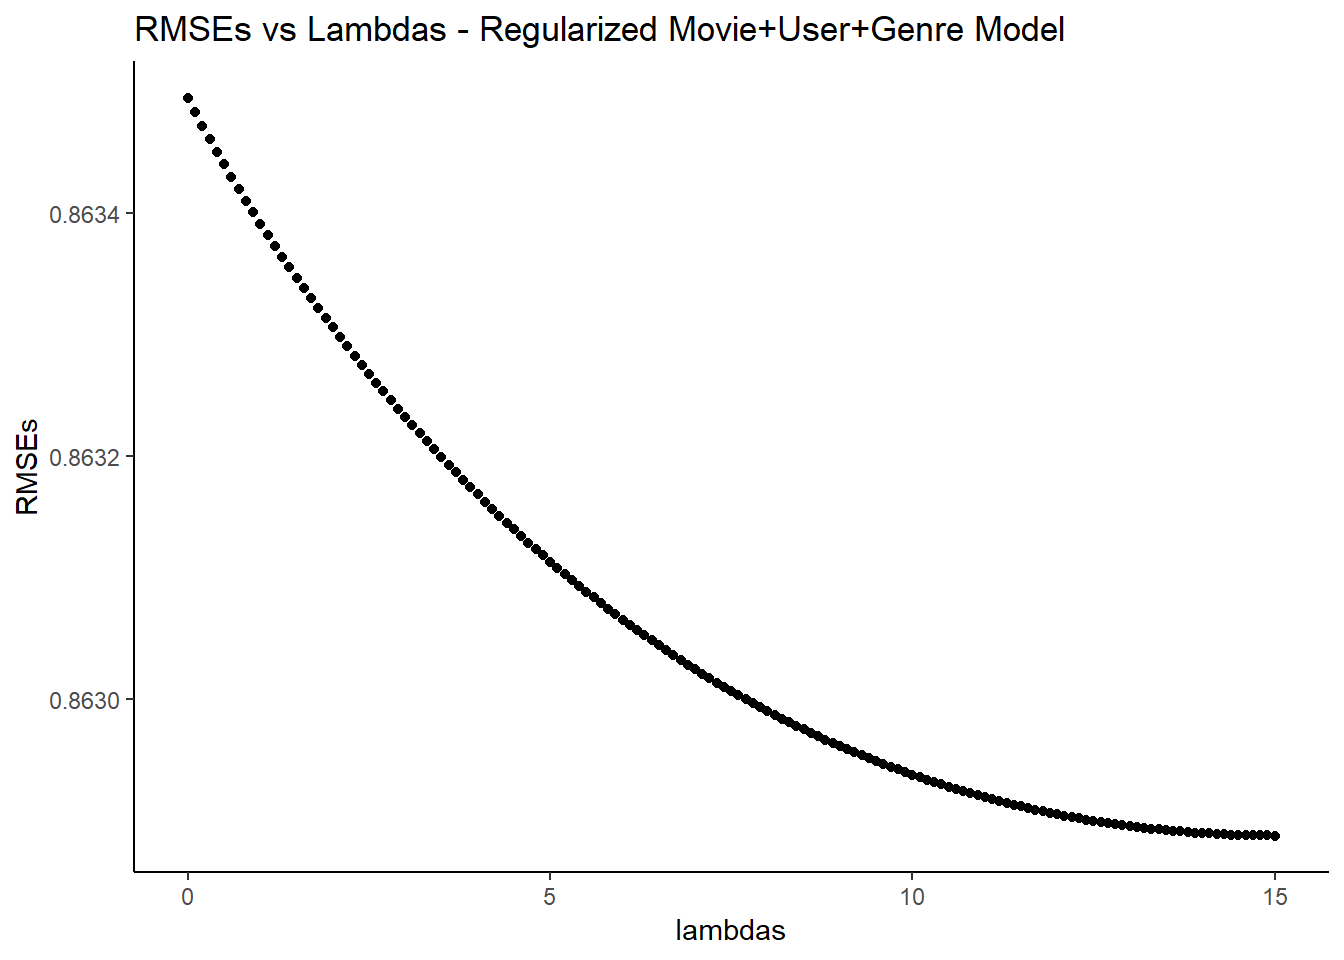 RMSEs vs Lambdas - Regularized Movie+User+Genre Model
RMSEs
0.8634
0.8632
0.8630
0 5 10 15
lambdas